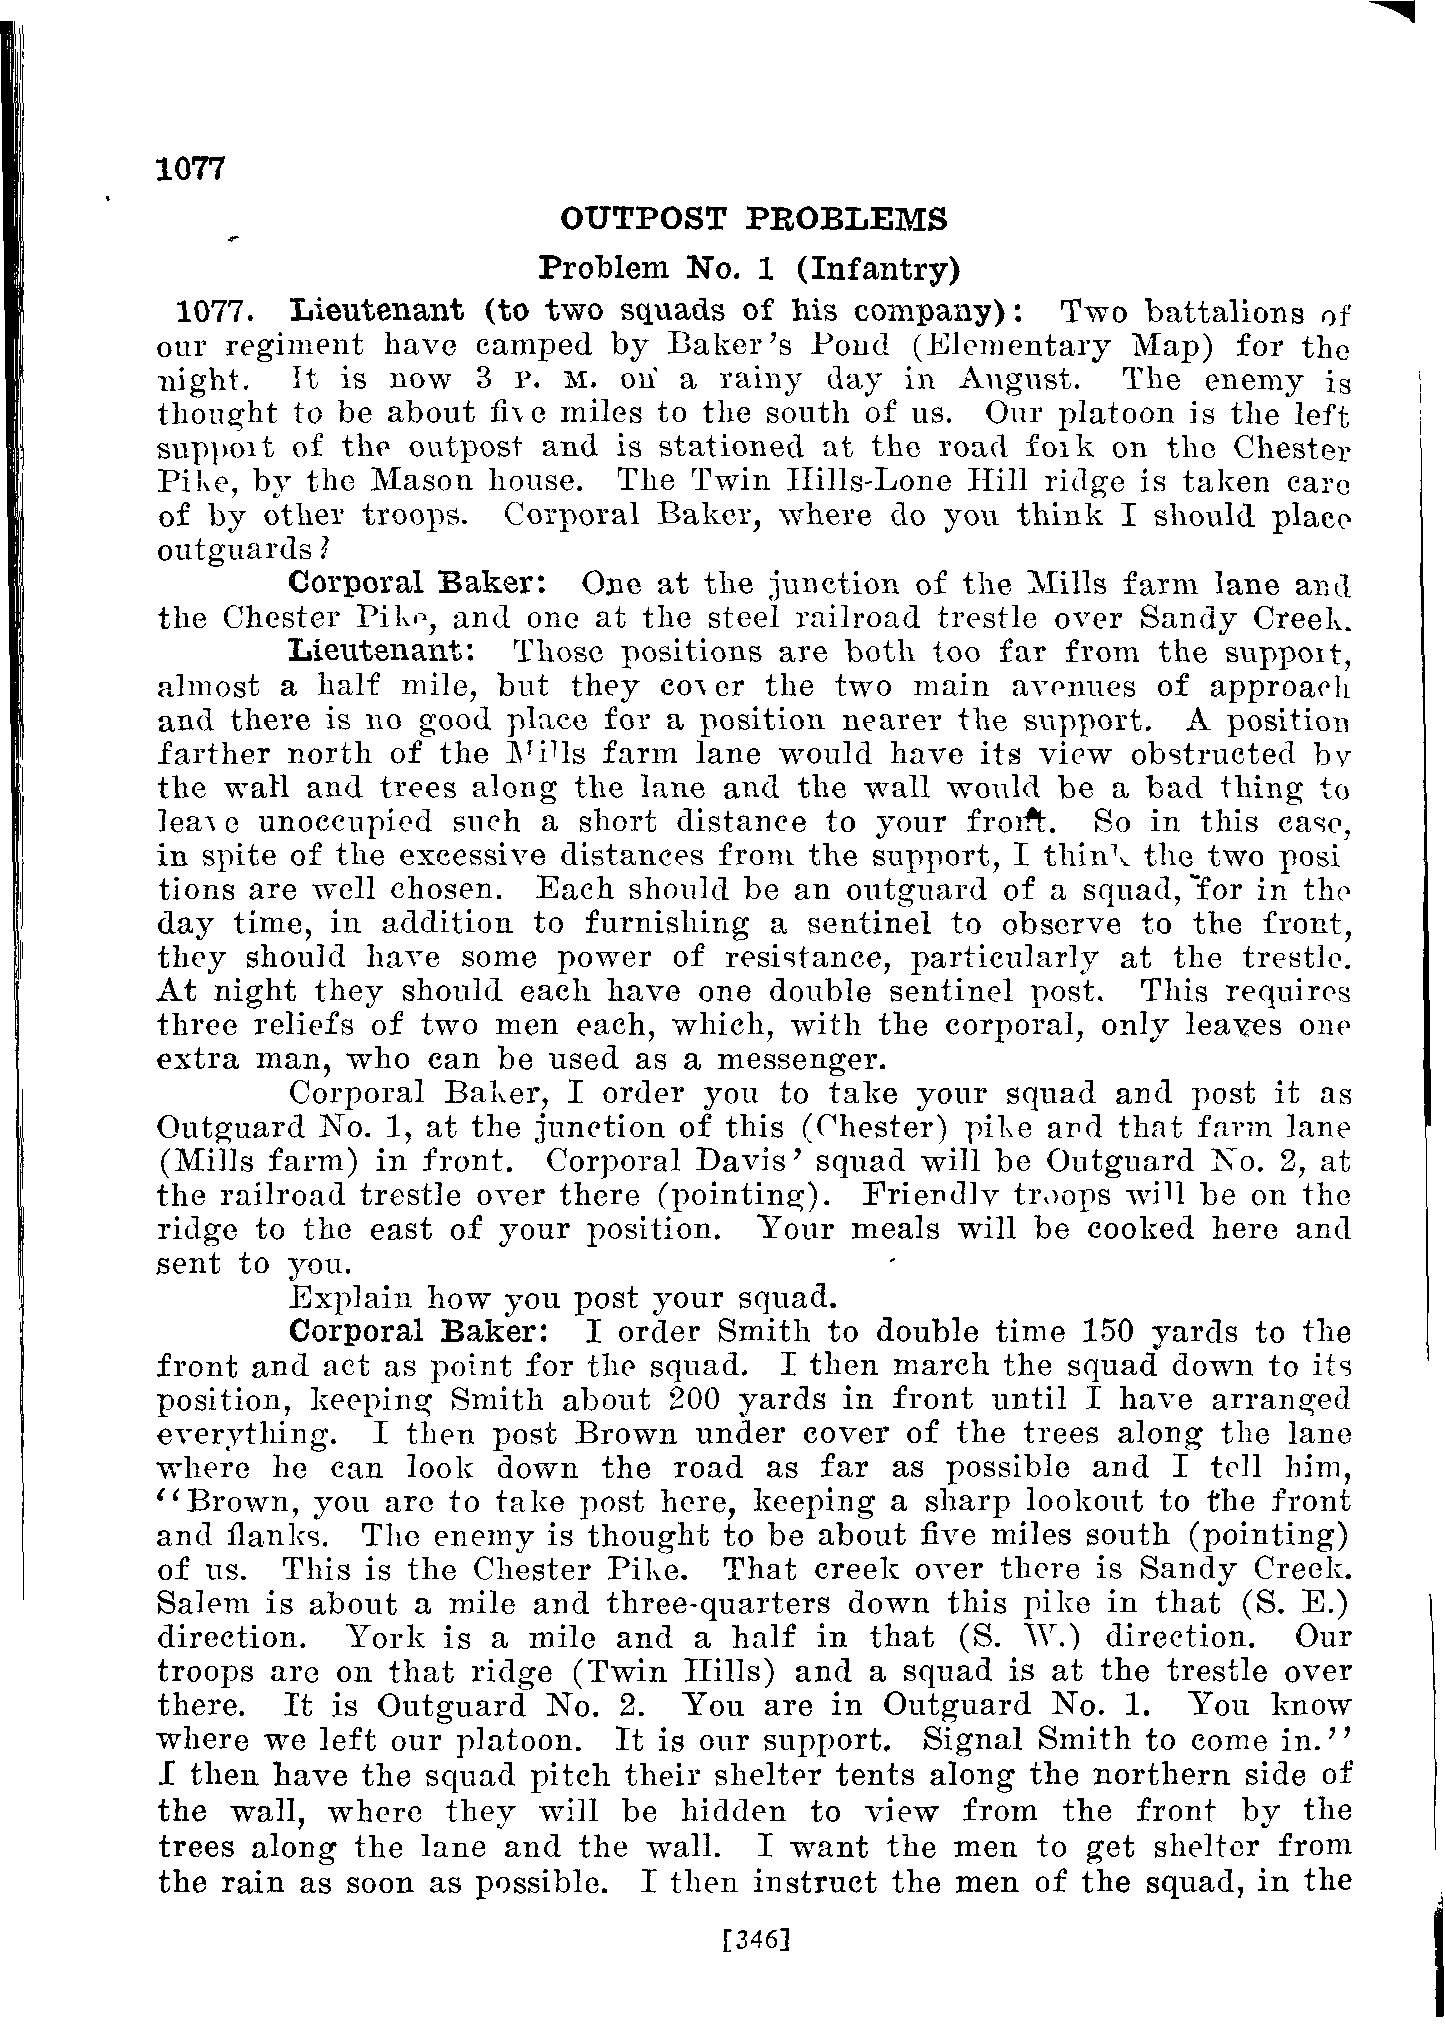 1077
OUTPOST PROBLEMS
Problem No. 1 (Infantry)
1077. Lieutenant (to two squads of his company): Two battalions of
our regiment have camped by Baker's Pond (Elementary Map) for the
night. It is now 3 P. M. on a rainy day in August. The enemy is
thought to be about five miles to the south of us. Our platoon is the left
support of the outpost and is stationed at the road fork on the Chester
Pike, by the Mason house. The Twin Hills-Lone Hill ridge is taken care
of by other troops. Corporal Baker, where do you think I should place
outguards?
Corporal Baker: One at the junction of the Mills farm lane and
the Chester Pike, and one at the steel railroad trestle over Sandy Creek.
Lieutenant: Those positions are both too far from the support,
almost a half mile, but they cover the two main avenues of approach
and there is no good place for a position nearer the support. A position
farther north of the Mills farm lane would have its view obstructed by
the wall and trees along the lane and the wall would be a bad thing to
leave unoccupied such a short distance to your front. So in this case,
in spite of the excessive distances from the support, I think the two posi
tions are well chosen. Each should be an outguard of a squad, for in the
day time, in addition to furnishing a sentinel to observe to the front,
they should have some power of resistance, particularly at the trestle.
At night they should each have one double sentinel post. This requires
three reliefs of two men each, which, with the corporal, only leaves one
extra man, who can be used as a messenger.
Corporal Baker, I order you to take your squad and post it as
Outguard No. 1, at the junction of this (Chester) pike and that farm lane
(Mills farm) in front. Corporal Davis' squad will be Outguard No. 2, at
the railroad trestle over there (pointing). Friendly troops will be on the
ridge to the east of your position. Your meals will be cooked here and
sent to you.
Explain how you post your squad.
Corporal Baker: I order Smith to double time 150 yards to the
front and act as point for the squad. I then march the squad down to its
position, keeping Smith about 200 yards in front until I have arranged
everything. I then post Brown under cover of the trees along the lane
where he can look down the road as far as possible and I tell him,
"Brown, you are to take post here, keeping a sharp lookout to the front
and flanks. The enemy is thought to be about five miles south (pointing)
of us. This is the Chester Pike. That creek over there is Sandy Creek.
Salem is about a mile and three-quarters down this pike in that (S. E.)
direction. York is a mile and a half in that (S. W.) direction. Our
troops are on that ridge (Twin Hills) and a squad is at the trestle over
there. It is Outguard No. 2. You are in Outguard No. 1. You know
where we left our platoon. It is our support. Signal Smith to come in."
I then have the squad pitch their shelter tents along the northern side of
the wall, where they will be hidden to view from the front by the
trees along the lane and the wall. I want the men to get shelter from
the rain as soon as possible. I then instruct the men of the squad, in the
[346]